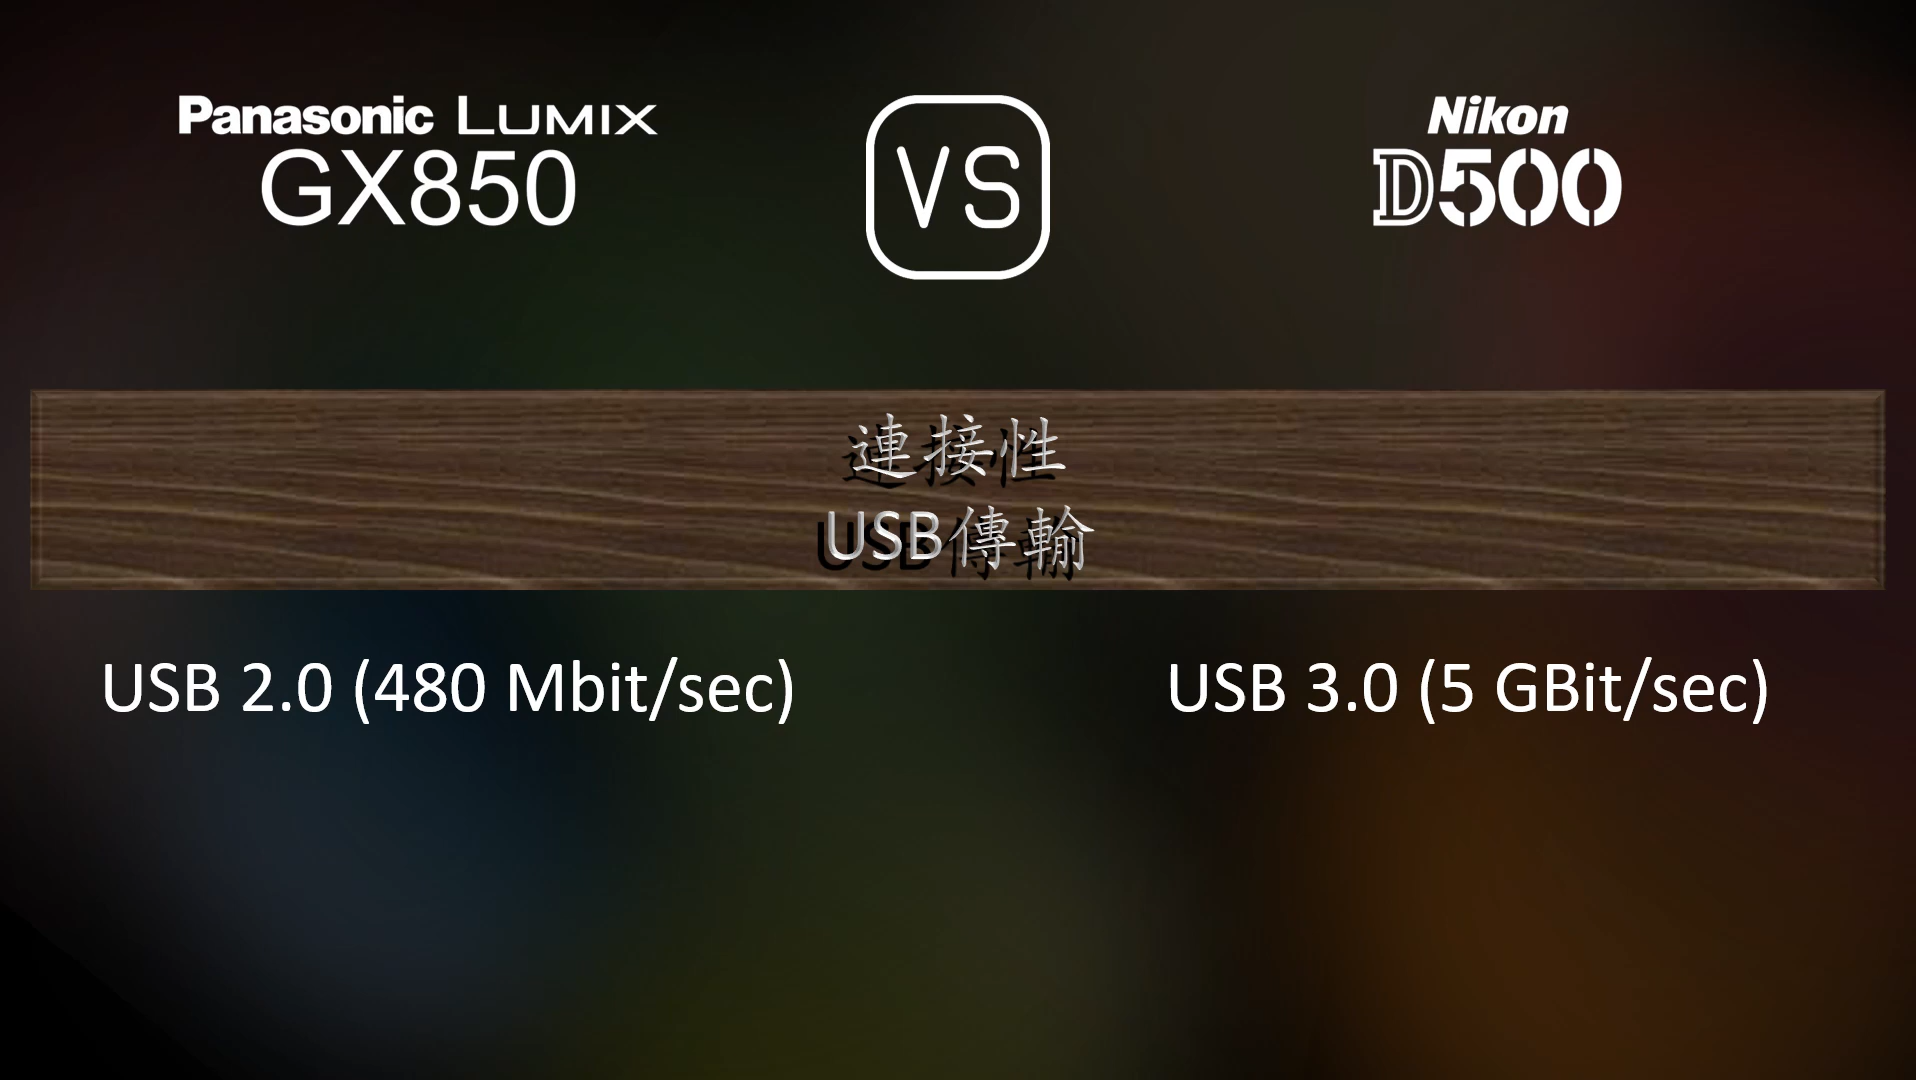 Panasonic LUMIX
GX850
VS
Nikon
D500
連接性
USB傳輸
USB 2.0 (480 Mbit/sec)
USB 3.0 (5 GBit/sec)